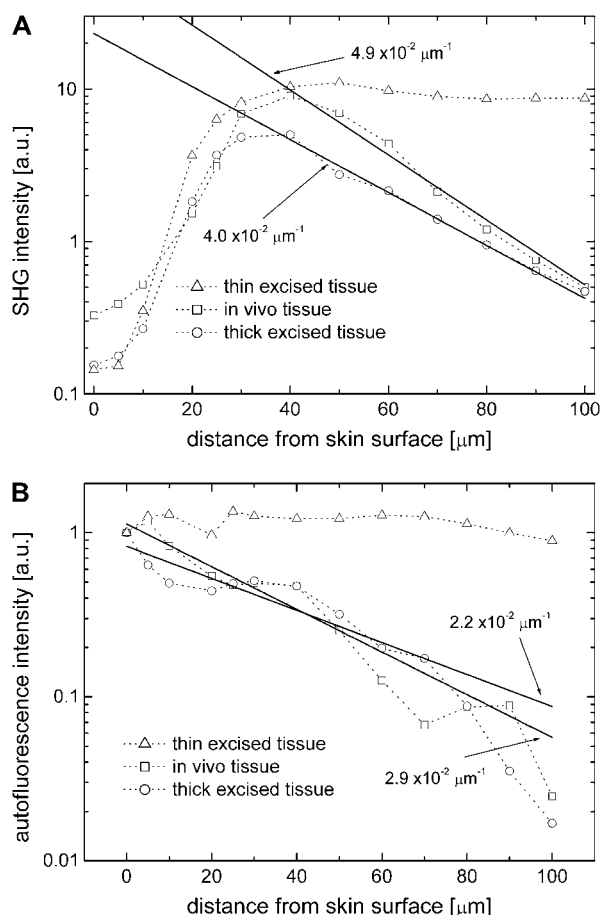 A
SHG intensity [a.u.]
10
1
0.1
4.9 x10⁻² µm⁻¹
4.0 x10⁻² µm⁻¹
thin excised tissue
in vivo tissue
thick excised tissue
0 20 40 60 80 100
distance from skin surface [µm]
B
autofluorescence intensity [a.u.]
1
0.1
0.01
2.2 x10⁻² µm⁻¹
2.9 x10⁻² µm⁻¹
thin excised tissue
in vivo tissue
thick excised tissue
0 20 40 60 80 100
distance from skin surface [µm]